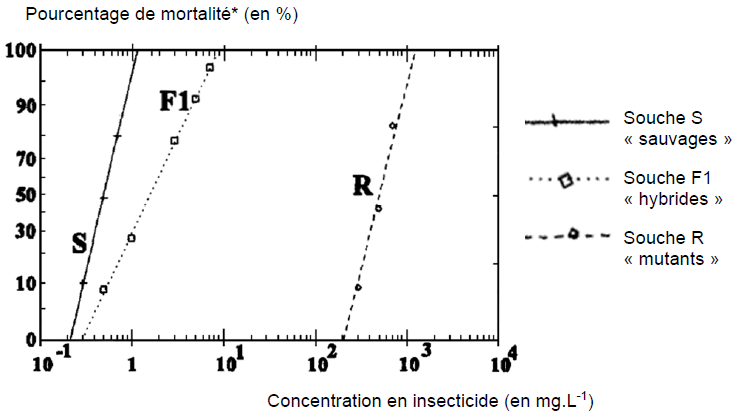 Pourcentage de mortalité* (en %)
100
90
70
50
30
10
0
S
F1
R
10-1
1
10¹
10²
10³
10⁴
Concentration en insecticide (en mg.L-1)
Souche S
« sauvages »
Souche F1
« hybrides »
Souche R
« mutants »